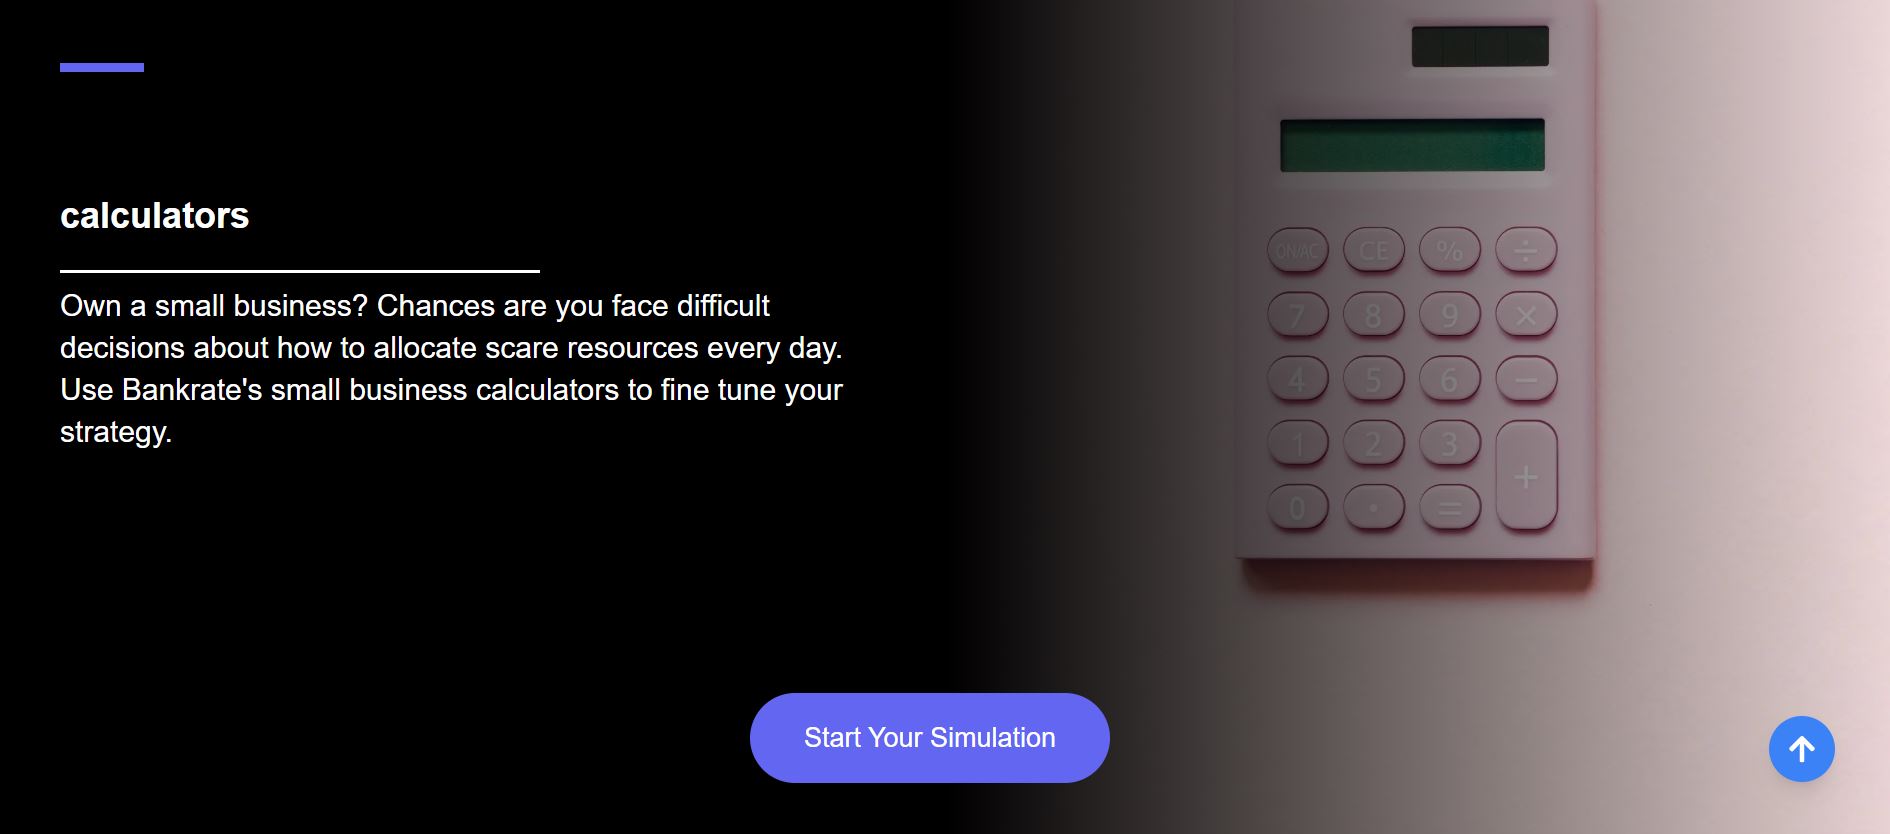 calculators
Own a small business? Chances are you face difficult
decisions about how to allocate scare resources every day.
Use Bankrate's small business calculators to fine tune your
strategy.
ON/AC CE % ÷
7 8 9 ×
4 5 6 −
1 2 3
+
0 . =
Start Your Simulation